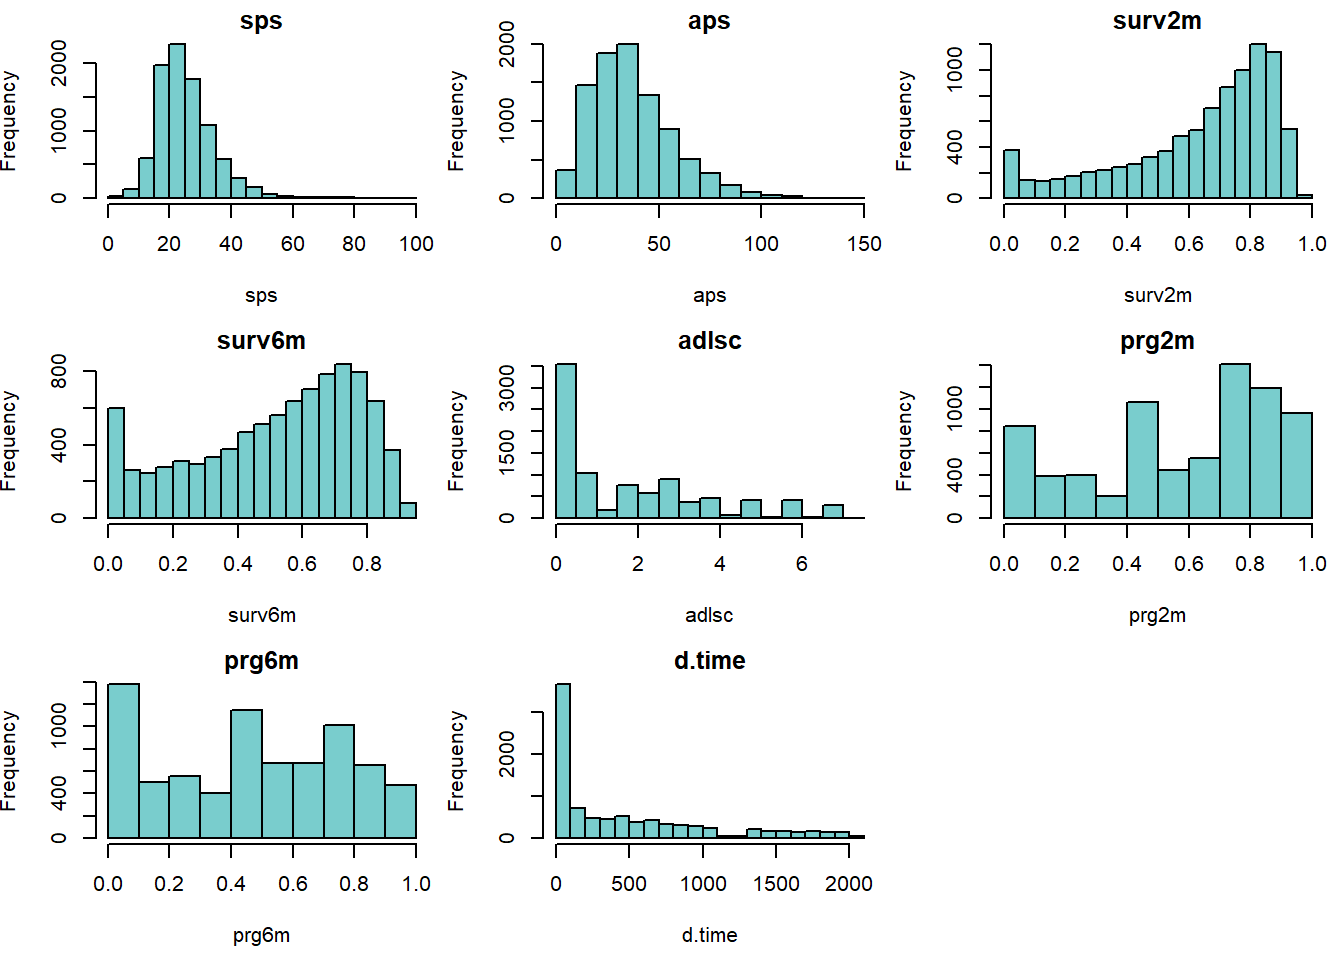 sps
Frequency
0 1000 2000
0 20 40 60 80 100
sps
aps
Frequency
0 500 1000 2000
0 50 100 150
aps
surv2m
Frequency
0 400 1000
0.0 0.2 0.4 0.6 0.8 1.0
surv2m
surv6m
Frequency
0 400 800
0.0 0.2 0.4 0.6 0.8
surv6m
adlsc
Frequency
0 1500 3000
0 2 4 6
adlsc
prg2m
Frequency
0 400 1000
0.0 0.2 0.4 0.6 0.8 1.0
prg2m
prg6m
Frequency
0 400 1000
0.0 0.2 0.4 0.6 0.8 1.0
prg6m
d.time
Frequency
0 2000
0 500 1000 1500 2000
d.time